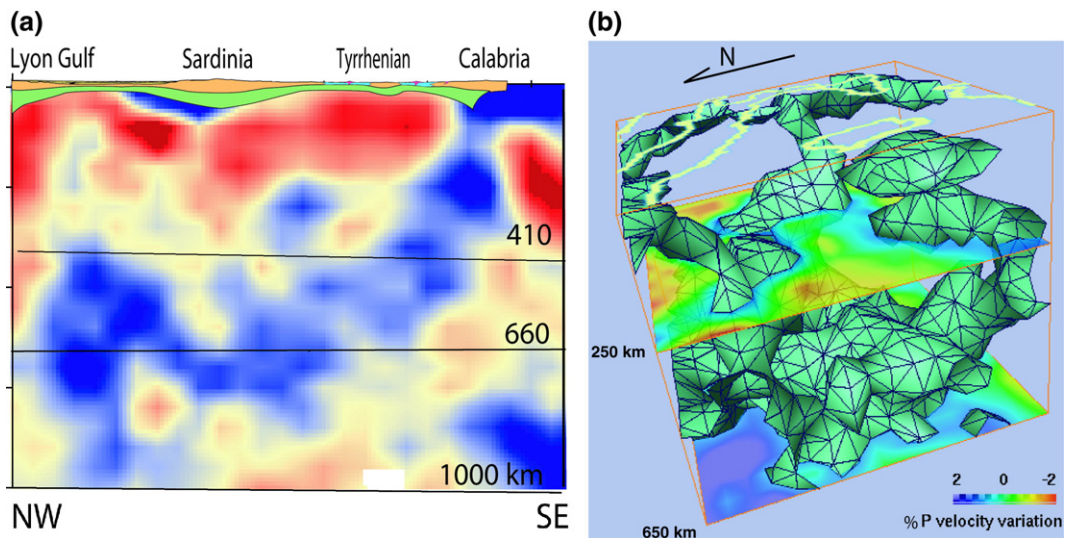 (a)
Lyon Gulf Sardinia Tyrrhenian Calabria
410
660
1000 km
NW SE
(b)
N
250 km
650 km
2 0 -2
% P velocity variation